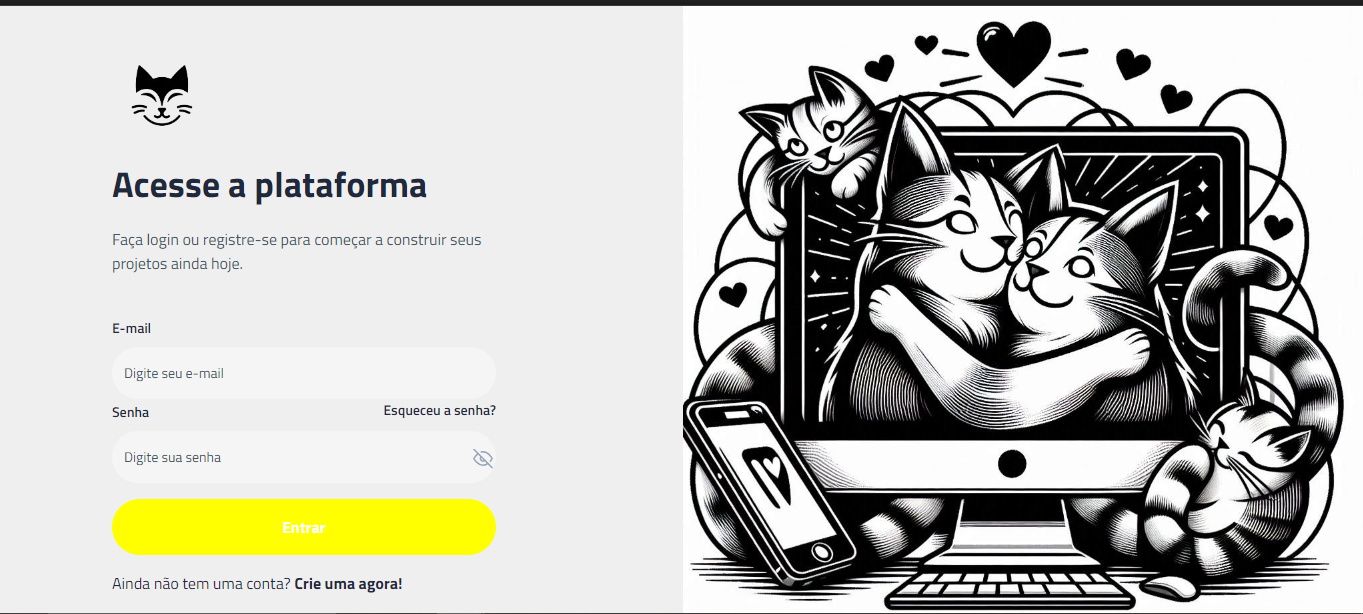 Acesse a plataforma
Faça login ou registre-se para começar a construir seus
projetos ainda hoje.
E-mail
Digite seu e-mail
Senha
Esqueceu a senha?
Digite sua senha
Entrar
Ainda não tem uma conta? Crie uma agora!